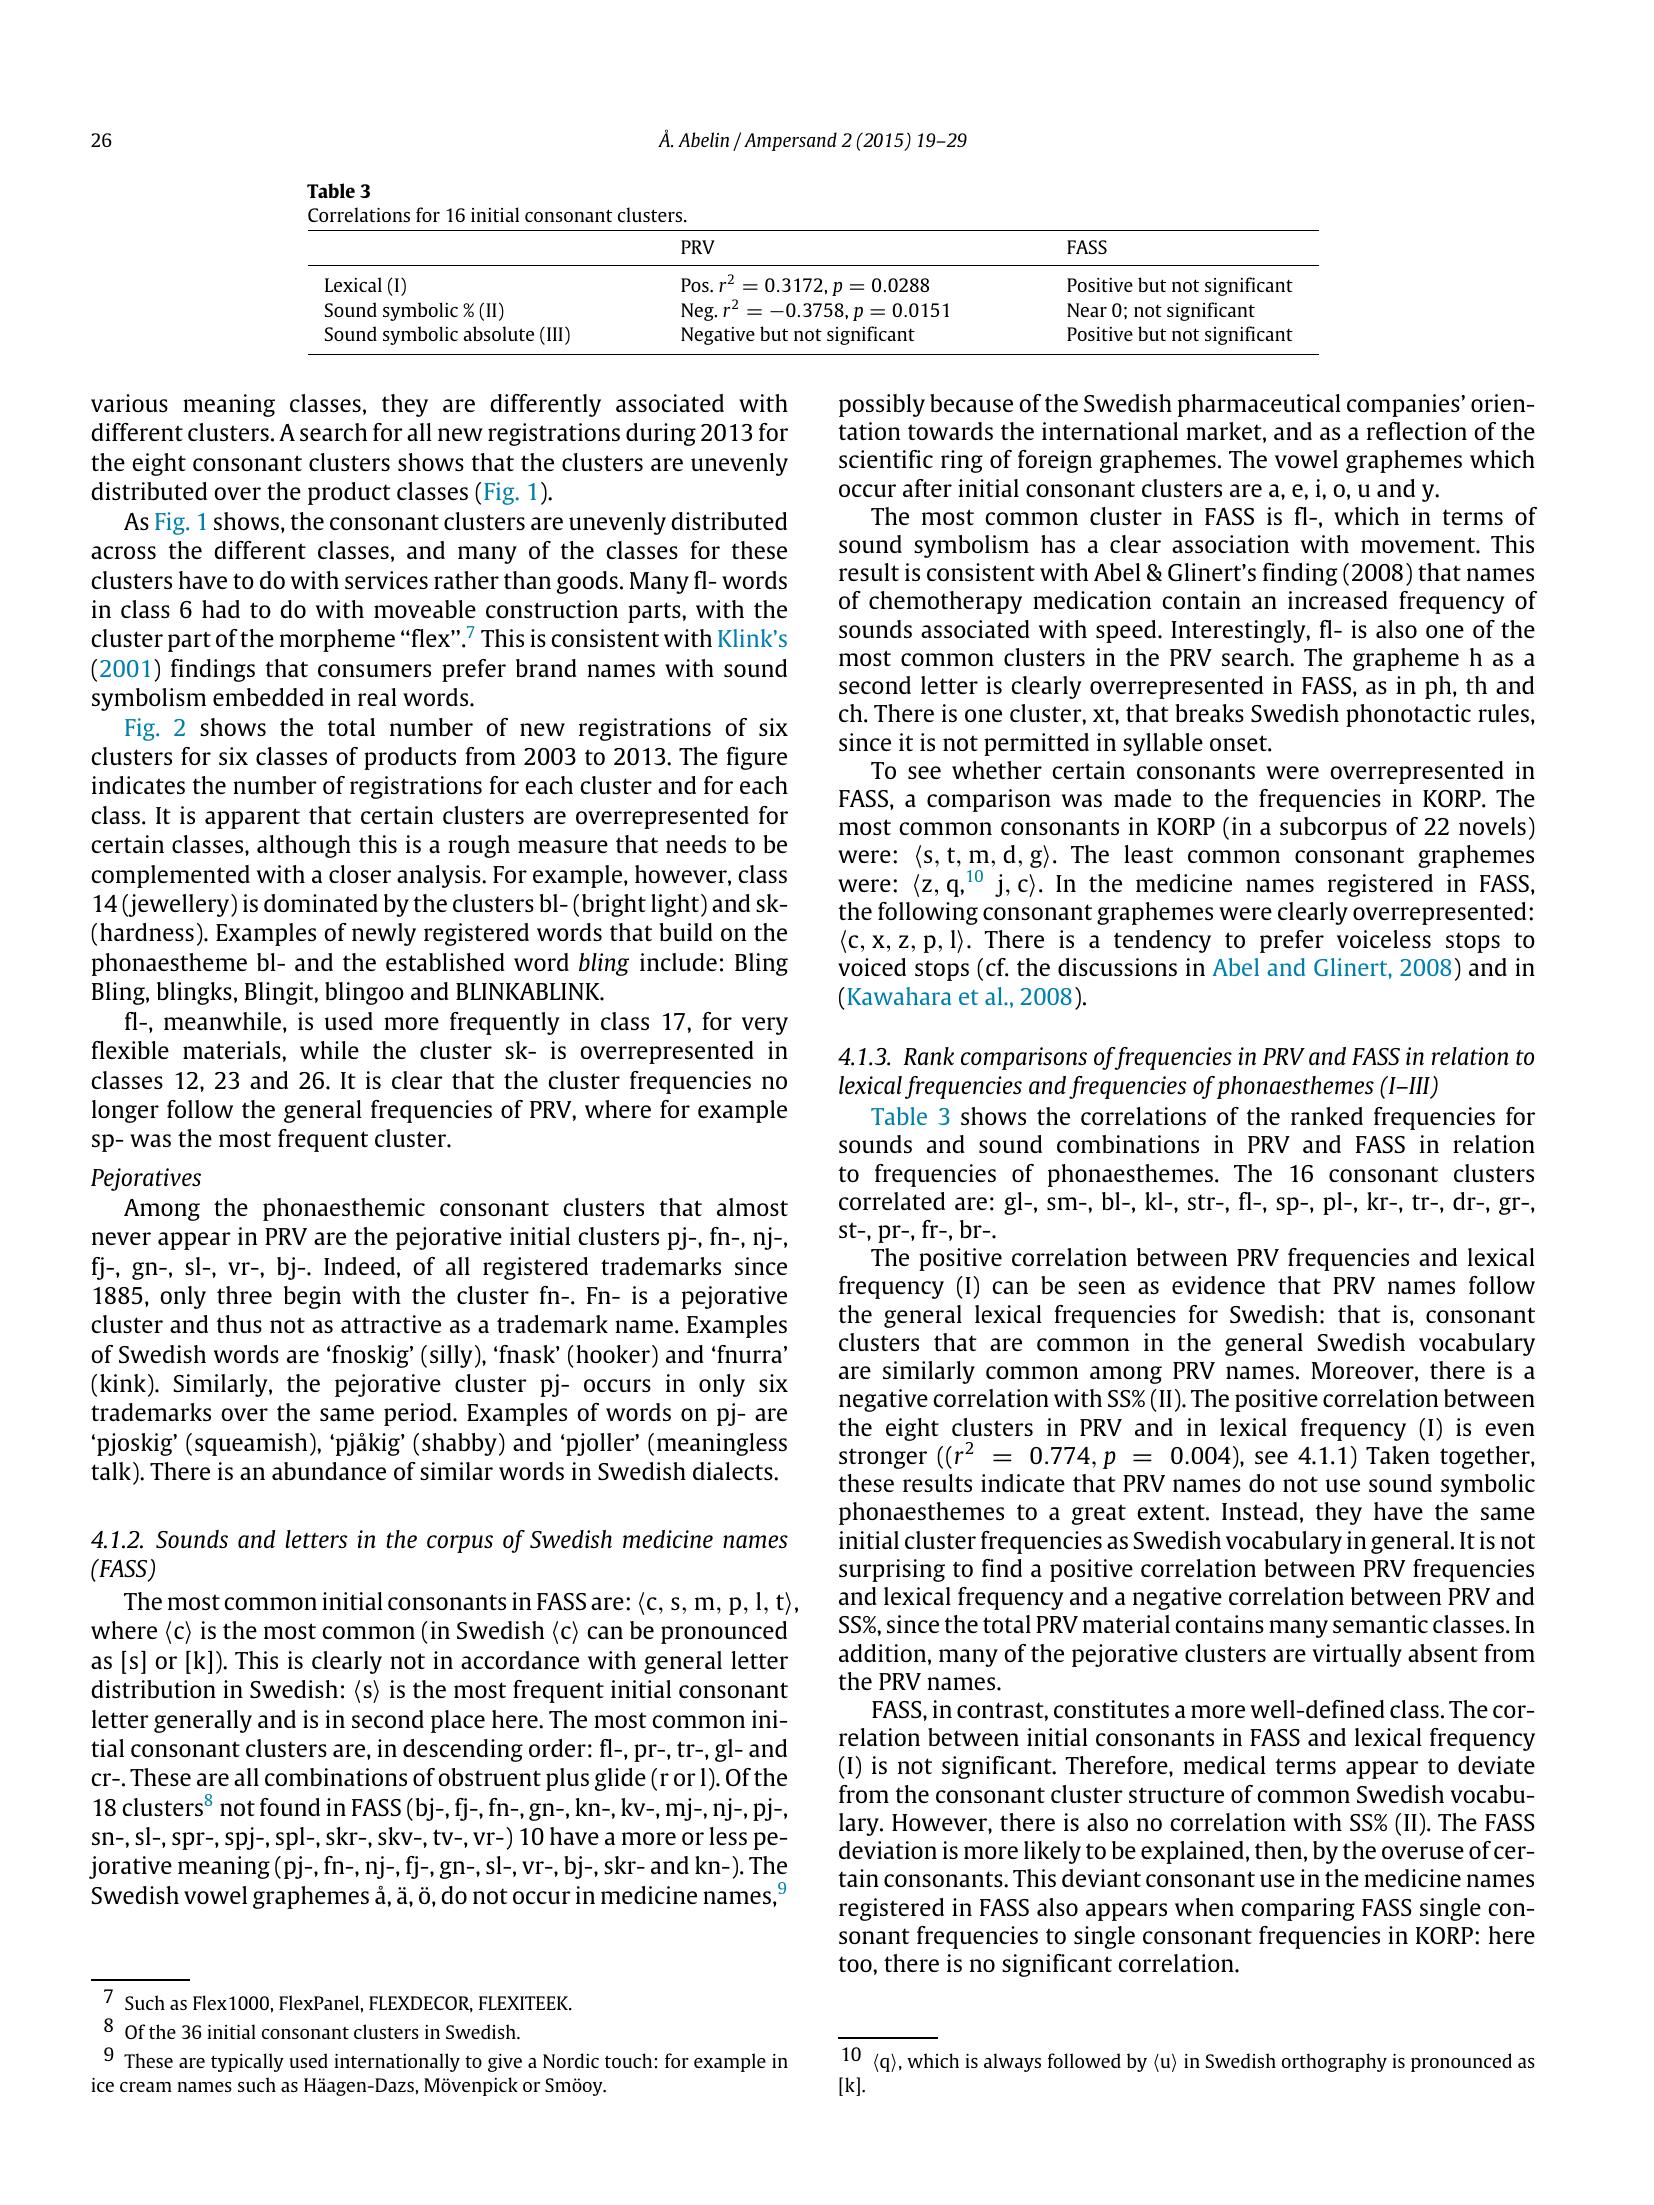 26
Å. Abelin / Ampersand 2 (2015) 19–29
Table 3
Correlations for 16 initial consonant clusters.
PRV FASS
Lexical (I) Pos. r² = 0.3172, p = 0.0288 Positive but not significant
Sound symbolic % (II) Neg. r² = −0.3758, p = 0.0151 Near 0; not significant
Sound symbolic absolute (III) Negative but not significant Positive but not significant
various meaning classes, they are differently associated with
different clusters. A search for all new registrations during 2013 for
the eight consonant clusters shows that the clusters are unevenly
distributed over the product classes (Fig. 1).
As Fig. 1 shows, the consonant clusters are unevenly distributed
across the different classes, and many of the classes for these
clusters have to do with services rather than goods. Many fl- words
in class 6 had to do with moveable construction parts, with the
cluster part of the morpheme “flex”.7 This is consistent with Klink’s
(2001) findings that consumers prefer brand names with sound
symbolism embedded in real words.
Fig. 2 shows the total number of new registrations of six
clusters for six classes of products from 2003 to 2013. The figure
indicates the number of registrations for each cluster and for each
class. It is apparent that certain clusters are overrepresented for
certain classes, although this is a rough measure that needs to be
complemented with a closer analysis. For example, however, class
14 (jewellery) is dominated by the clusters bl- (bright light) and sk-
(hardness). Examples of newly registered words that build on the
phonaestheme bl- and the established word bling include: Bling
Bling, blingks, Blingit, blingoo and BLINKABLINK.
fl-, meanwhile, is used more frequently in class 17, for very
flexible materials, while the cluster sk- is overrepresented in
classes 12, 23 and 26. It is clear that the cluster frequencies no
longer follow the general frequencies of PRV, where for example
sp- was the most frequent cluster.
Pejoratives
Among the phonaesthemic consonant clusters that almost
never appear in PRV are the pejorative initial clusters pj-, fn-, nj-,
fj-, gn-, sl-, vr-, bj-. Indeed, of all registered trademarks since
1885, only three begin with the cluster fn-. Fn- is a pejorative
cluster and thus not as attractive as a trademark name. Examples
of Swedish words are ‘fnoskig’ (silly), ‘fnask’ (hooker) and ‘fnurra’
(kink). Similarly, the pejorative cluster pj- occurs in only six
trademarks over the same period. Examples of words on pj- are
‘pjoskig’ (squeamish), ‘pjåkig’ (shabby) and ‘pjoller’ (meaningless
talk). There is an abundance of similar words in Swedish dialects.
4.1.2. Sounds and letters in the corpus of Swedish medicine names
(FASS)
The most common initial consonants in FASS are: ⟨c, s, m, p, l, t⟩,
where ⟨c⟩ is the most common (in Swedish ⟨c⟩ can be pronounced
as [s] or [k]). This is clearly not in accordance with general letter
distribution in Swedish: ⟨s⟩ is the most frequent initial consonant
letter generally and is in second place here. The most common ini-
tial consonant clusters are, in descending order: fl-, pr-, tr-, gl- and
cr-. These are all combinations of obstruent plus glide (r or l). Of the
18 clusters8 not found in FASS (bj-, fj-, fn-, gn-, kn-, kv-, mj-, nj-, pj-,
sn-, sl-, spr-, spj-, spl-, skr-, skv-, tv-, vr-) 10 have a more or less pe-
jorative meaning (pj-, fn-, nj-, fj-, gn-, sl-, vr-, bj-, skr- and kn-). The
Swedish vowel graphemes å, ä, ö, do not occur in medicine names,9
7 Such as Flex1000, FlexPanel, FLEXDECOR, FLEXITEEK.
8 Of the 36 initial consonant clusters in Swedish.
9 These are typically used internationally to give a Nordic touch: for example in
ice cream names such as Häagen-Dazs, Mövenpick or Smöoy.
possibly because of the Swedish pharmaceutical companies’ orien-
tation towards the international market, and as a reflection of the
scientific ring of foreign graphemes. The vowel graphemes which
occur after initial consonant clusters are a, e, i, o, u and y.
The most common cluster in FASS is fl-, which in terms of
sound symbolism has a clear association with movement. This
result is consistent with Abel & Glinert’s finding (2008) that names
of chemotherapy medication contain an increased frequency of
sounds associated with speed. Interestingly, fl- is also one of the
most common clusters in the PRV search. The grapheme h as a
second letter is clearly overrepresented in FASS, as in ph, th and
ch. There is one cluster, xt, that breaks Swedish phonotactic rules,
since it is not permitted in syllable onset.
To see whether certain consonants were overrepresented in
FASS, a comparison was made to the frequencies in KORP. The
most common consonants in KORP (in a subcorpus of 22 novels)
were: ⟨s, t, m, d, g⟩. The least common consonant graphemes
were: ⟨z, q,10 j, c⟩. In the medicine names registered in FASS,
the following consonant graphemes were clearly overrepresented:
⟨c, x, z, p, l⟩. There is a tendency to prefer voiceless stops to
voiced stops (cf. the discussions in Abel and Glinert, 2008) and in
(Kawahara et al., 2008).
4.1.3. Rank comparisons of frequencies in PRV and FASS in relation to
lexical frequencies and frequencies of phonaesthemes (I–III)
Table 3 shows the correlations of the ranked frequencies for
sounds and sound combinations in PRV and FASS in relation
to frequencies of phonaesthemes. The 16 consonant clusters
correlated are: gl-, sm-, bl-, kl-, str-, fl-, sp-, pl-, kr-, tr-, dr-, gr-,
st-, pr-, fr-, br-.
The positive correlation between PRV frequencies and lexical
frequency (I) can be seen as evidence that PRV names follow
the general lexical frequencies for Swedish: that is, consonant
clusters that are common in the general Swedish vocabulary
are similarly common among PRV names. Moreover, there is a
negative correlation with SS% (II). The positive correlation between
the eight clusters in PRV and in lexical frequency (I) is even
stronger ((r² = 0.774, p = 0.004), see 4.1.1) Taken together,
these results indicate that PRV names do not use sound symbolic
phonaesthemes to a great extent. Instead, they have the same
initial cluster frequencies as Swedish vocabulary in general. It is not
surprising to find a positive correlation between PRV frequencies
and lexical frequency and a negative correlation between PRV and
SS%, since the total PRV material contains many semantic classes. In
addition, many of the pejorative clusters are virtually absent from
the PRV names.
FASS, in contrast, constitutes a more well-defined class. The cor-
relation between initial consonants in FASS and lexical frequency
(I) is not significant. Therefore, medical terms appear to deviate
from the consonant cluster structure of common Swedish vocabu-
lary. However, there is also no correlation with SS% (II). The FASS
deviation is more likely to be explained, then, by the overuse of cer-
tain consonants. This deviant consonant use in the medicine names
registered in FASS also appears when comparing FASS single con-
sonant frequencies to single consonant frequencies in KORP: here
too, there is no significant correlation.
10 ⟨q⟩, which is always followed by ⟨u⟩ in Swedish orthography is pronounced as
[k].